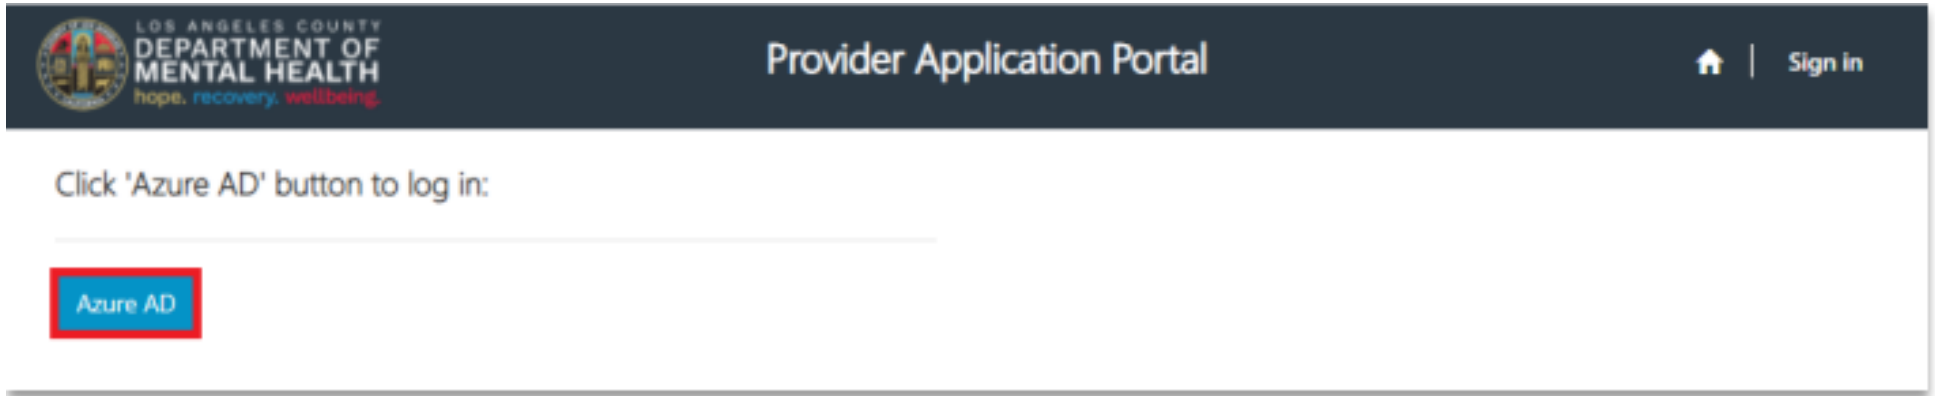 LOS ANGELES COUNTY
DEPARTMENT OF
MENTAL HEALTH
hope. recovery. wellbeing.
Provider Application Portal
Sign in
Click 'Azure AD' button to log in:
Azure AD